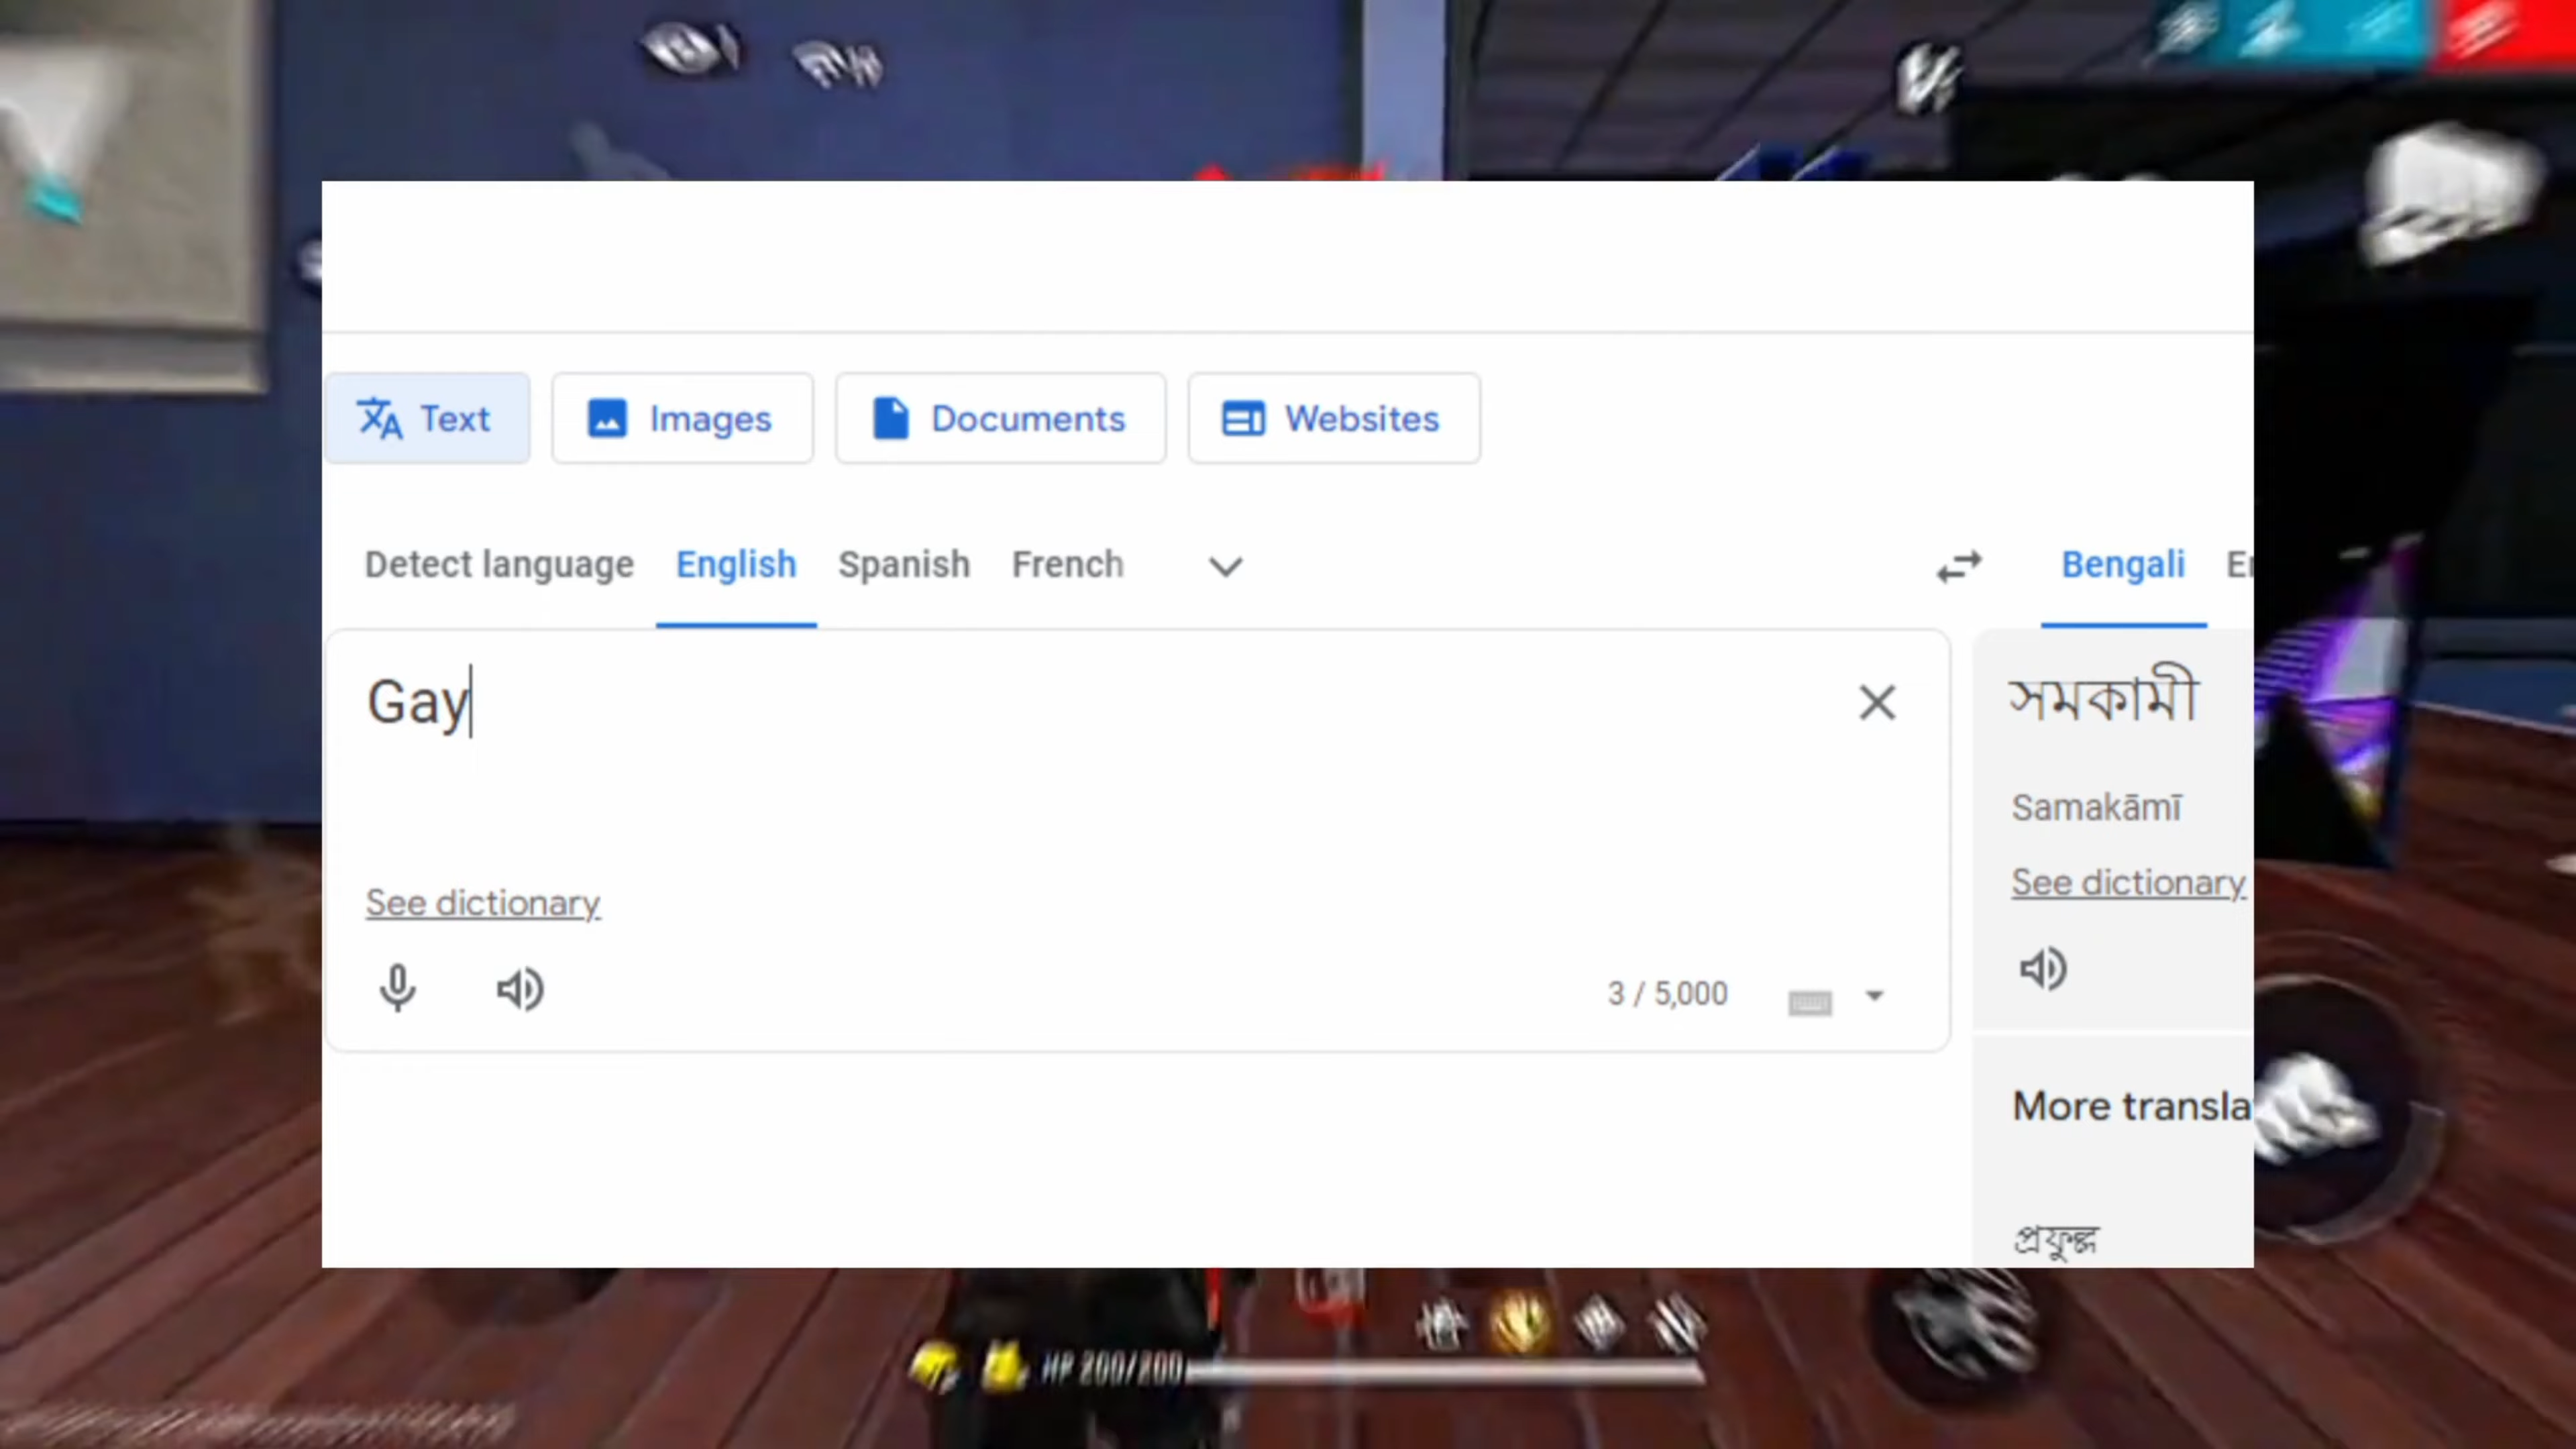 Text Images Documents Websites
Detect language English Spanish French Bengali
Gay
সমকামী
Samakāmī
See dictionary
See dictionary
3 / 5,000
More transla
প্রফুল্ল
HP 200/200